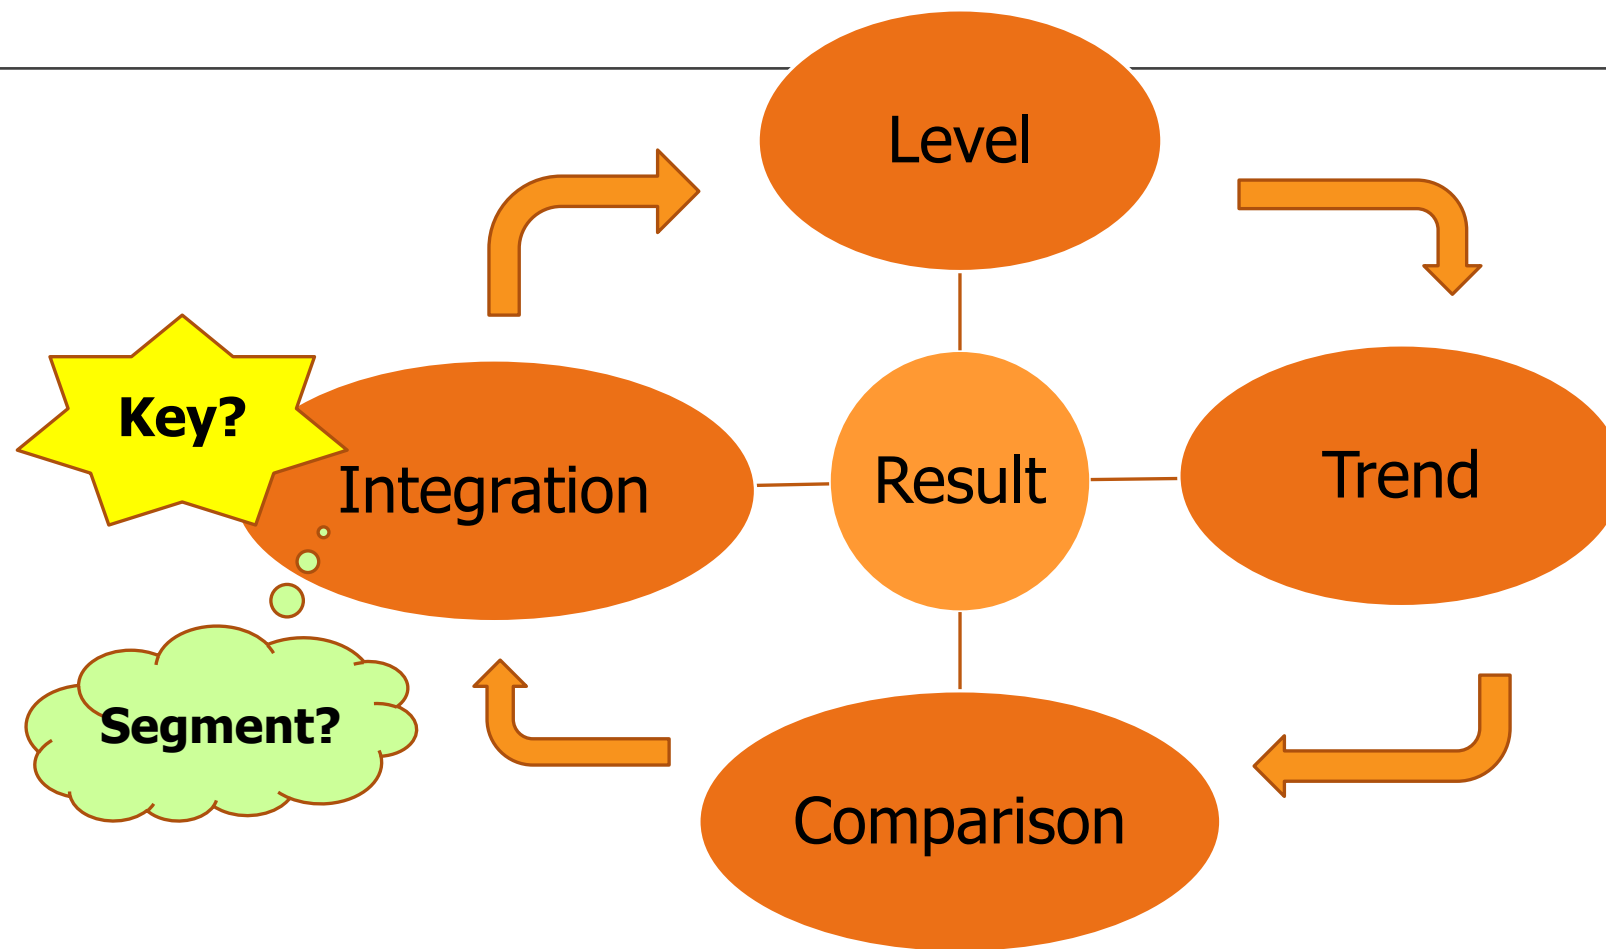 Level
Key?
Integration
Result
Trend
Segment?
Comparison